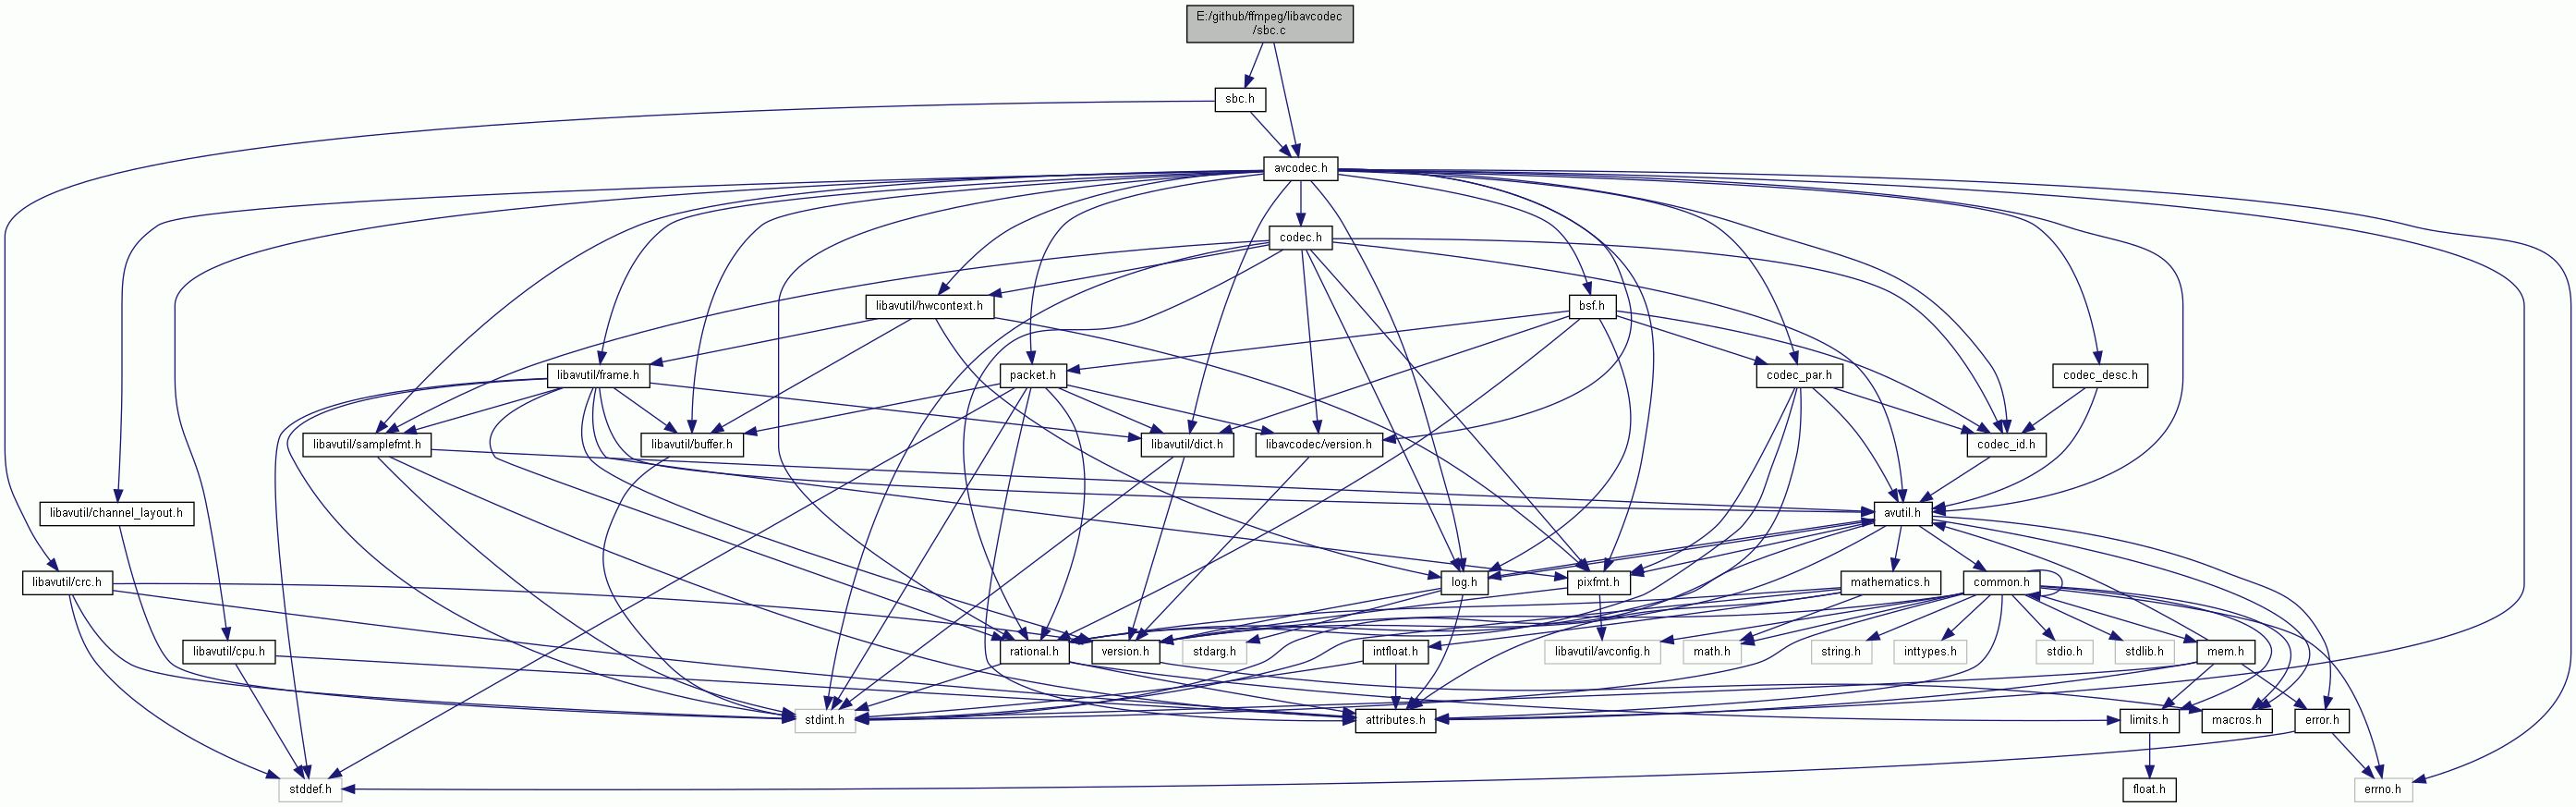 E:/github/ffmpeg/libavcodec
/sbc.c
sbc.h
avcodec.h
codec.h
libavutil/hwcontext.h
bsf.h
libavutil/frame.h
packet.h
codec_par.h
codec_desc.h
libavutil/samplefmt.h
libavutil/buffer.h
libavutil/dict.h
libavcodec/version.h
codec_id.h
libavutil/channel_layout.h
avutil.h
libavutil/crc.h
log.h
pixfmt.h
mathematics.h
common.h
libavutil/cpu.h
rational.h
version.h
stdarg.h
intfloat.h
libavutil/avconfig.h
math.h
string.h
inttypes.h
stdio.h
stdlib.h
mem.h
stdint.h
attributes.h
limits.h
macros.h
error.h
stddef.h
float.h
errno.h